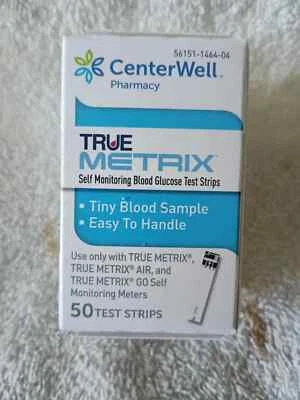 56151-1464-04
CenterWell
Pharmacy
TRUE
METRIX
Self Monitoring Blood Glucose Test Strips
• Tiny Blood Sample
• Easy To Handle
Use only with TRUE METRIX®,
TRUE METRIX® AIR, and
TRUE METRIX® GO Self
Monitoring Meters
50 TEST STRIPS